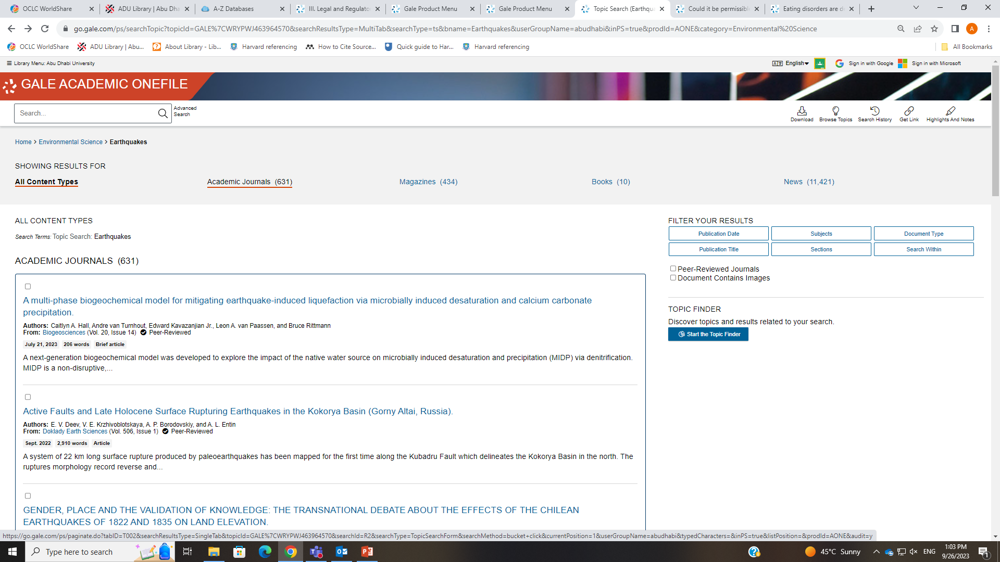 OCLC WorldShare
ADU Library | Abu Dha
A-Z Databases
III. Legal and Regulato
Gale Product Menu
Gale Product Menu
Topic Search (Earthqua
Could it be permissible
Eating disorders are d
go.gale.com/ps/searchTopic?topicId=GALE%7CWRYPWJ463964570&searchResultsType=MultiTab&searchType=ts&bname=Earthquakes&userGroupName=abudhabi&inPS=true&prodId=AONE&category=Environmental%20Science
A
OCLC WorldShare
ADU Library | Abu...
About Library - Lib...
Harvard referencing
How to Cite Source...
Quick guide to Har...
Harvard referencing
All Bookmarks
Library Menu: Abu Dhabi University
English
Sign in with Google
Sign in with Microsoft
GALE ACADEMIC ONEFILE
Search...
Advanced
Search
Download
Browse Topics
Search History
Get Link
Highlights And Notes
Home > Environmental Science > Earthquakes
SHOWING RESULTS FOR
All Content Types
Academic Journals (631)
Magazines (434)
Books (10)
News (11,421)
ALL CONTENT TYPES
Search Terms: Topic Search: Earthquakes
ACADEMIC JOURNALS (631)
A multi-phase biogeochemical model for mitigating earthquake-induced liquefaction via microbially induced desaturation and calcium carbonate
precipitation.
Authors: Caitlyn A. Hall, Andre van Turnhout, Edward Kavazanjian Jr., Leon A. van Paassen, and Bruce Rittmann
From: Biogeosciences (Vol. 20, Issue 14) Peer-Reviewed
July 21, 2023 206 words Brief article
A next-generation biogeochemical model was developed to explore the impact of the native water source on microbially induced desaturation and precipitation (MIDP) via denitrification.
MIDP is a non-disruptive,...
Active Faults and Late Holocene Surface Rupturing Earthquakes in the Kokorya Basin (Gorny Altai, Russia).
Authors: E. V. Deev, V. E. Krzhivoblotskaya, A. P. Borodovskiy, and A. L. Entin
From: Doklady Earth Sciences (Vol. 506, Issue 1) Peer-Reviewed
Sept. 2022 2,910 words Article
A system of 22 km long surface rupture produced by paleoearthquakes has been mapped for the first time along the Kubadru Fault which delineates the Kokorya Basin in the north. The
ruptures morphology record reverse and...
GENDER, PLACE AND THE VALIDATION OF KNOWLEDGE: THE TRANSNATIONAL DEBATE ABOUT THE EFFECTS OF THE CHILEAN
EARTHQUAKES OF 1822 AND 1835 ON LAND ELEVATION.
FILTER YOUR RESULTS
Publication Date
Subjects
Document Type
Publication Title
Sections
Search Within
Peer-Reviewed Journals
Document Contains Images
TOPIC FINDER
Discover topics and results related to your search.
Start the Topic Finder
https://go.gale.com/ps/paginate.do?tabID=T002&searchResultsType=SingleTab&topicId=GALE%7CWRYPWJ463964570&searchId=R2&searchType=TopicSearchForm&searchMethod=bucket+click&currentPosition=1&userGroupName=abudhabi&typedCharacters=&inPS=true&listPosition=&prodId=AONE&audit=y
Type here to search
45°C Sunny
ENG
1:03 PM
9/26/2023
1